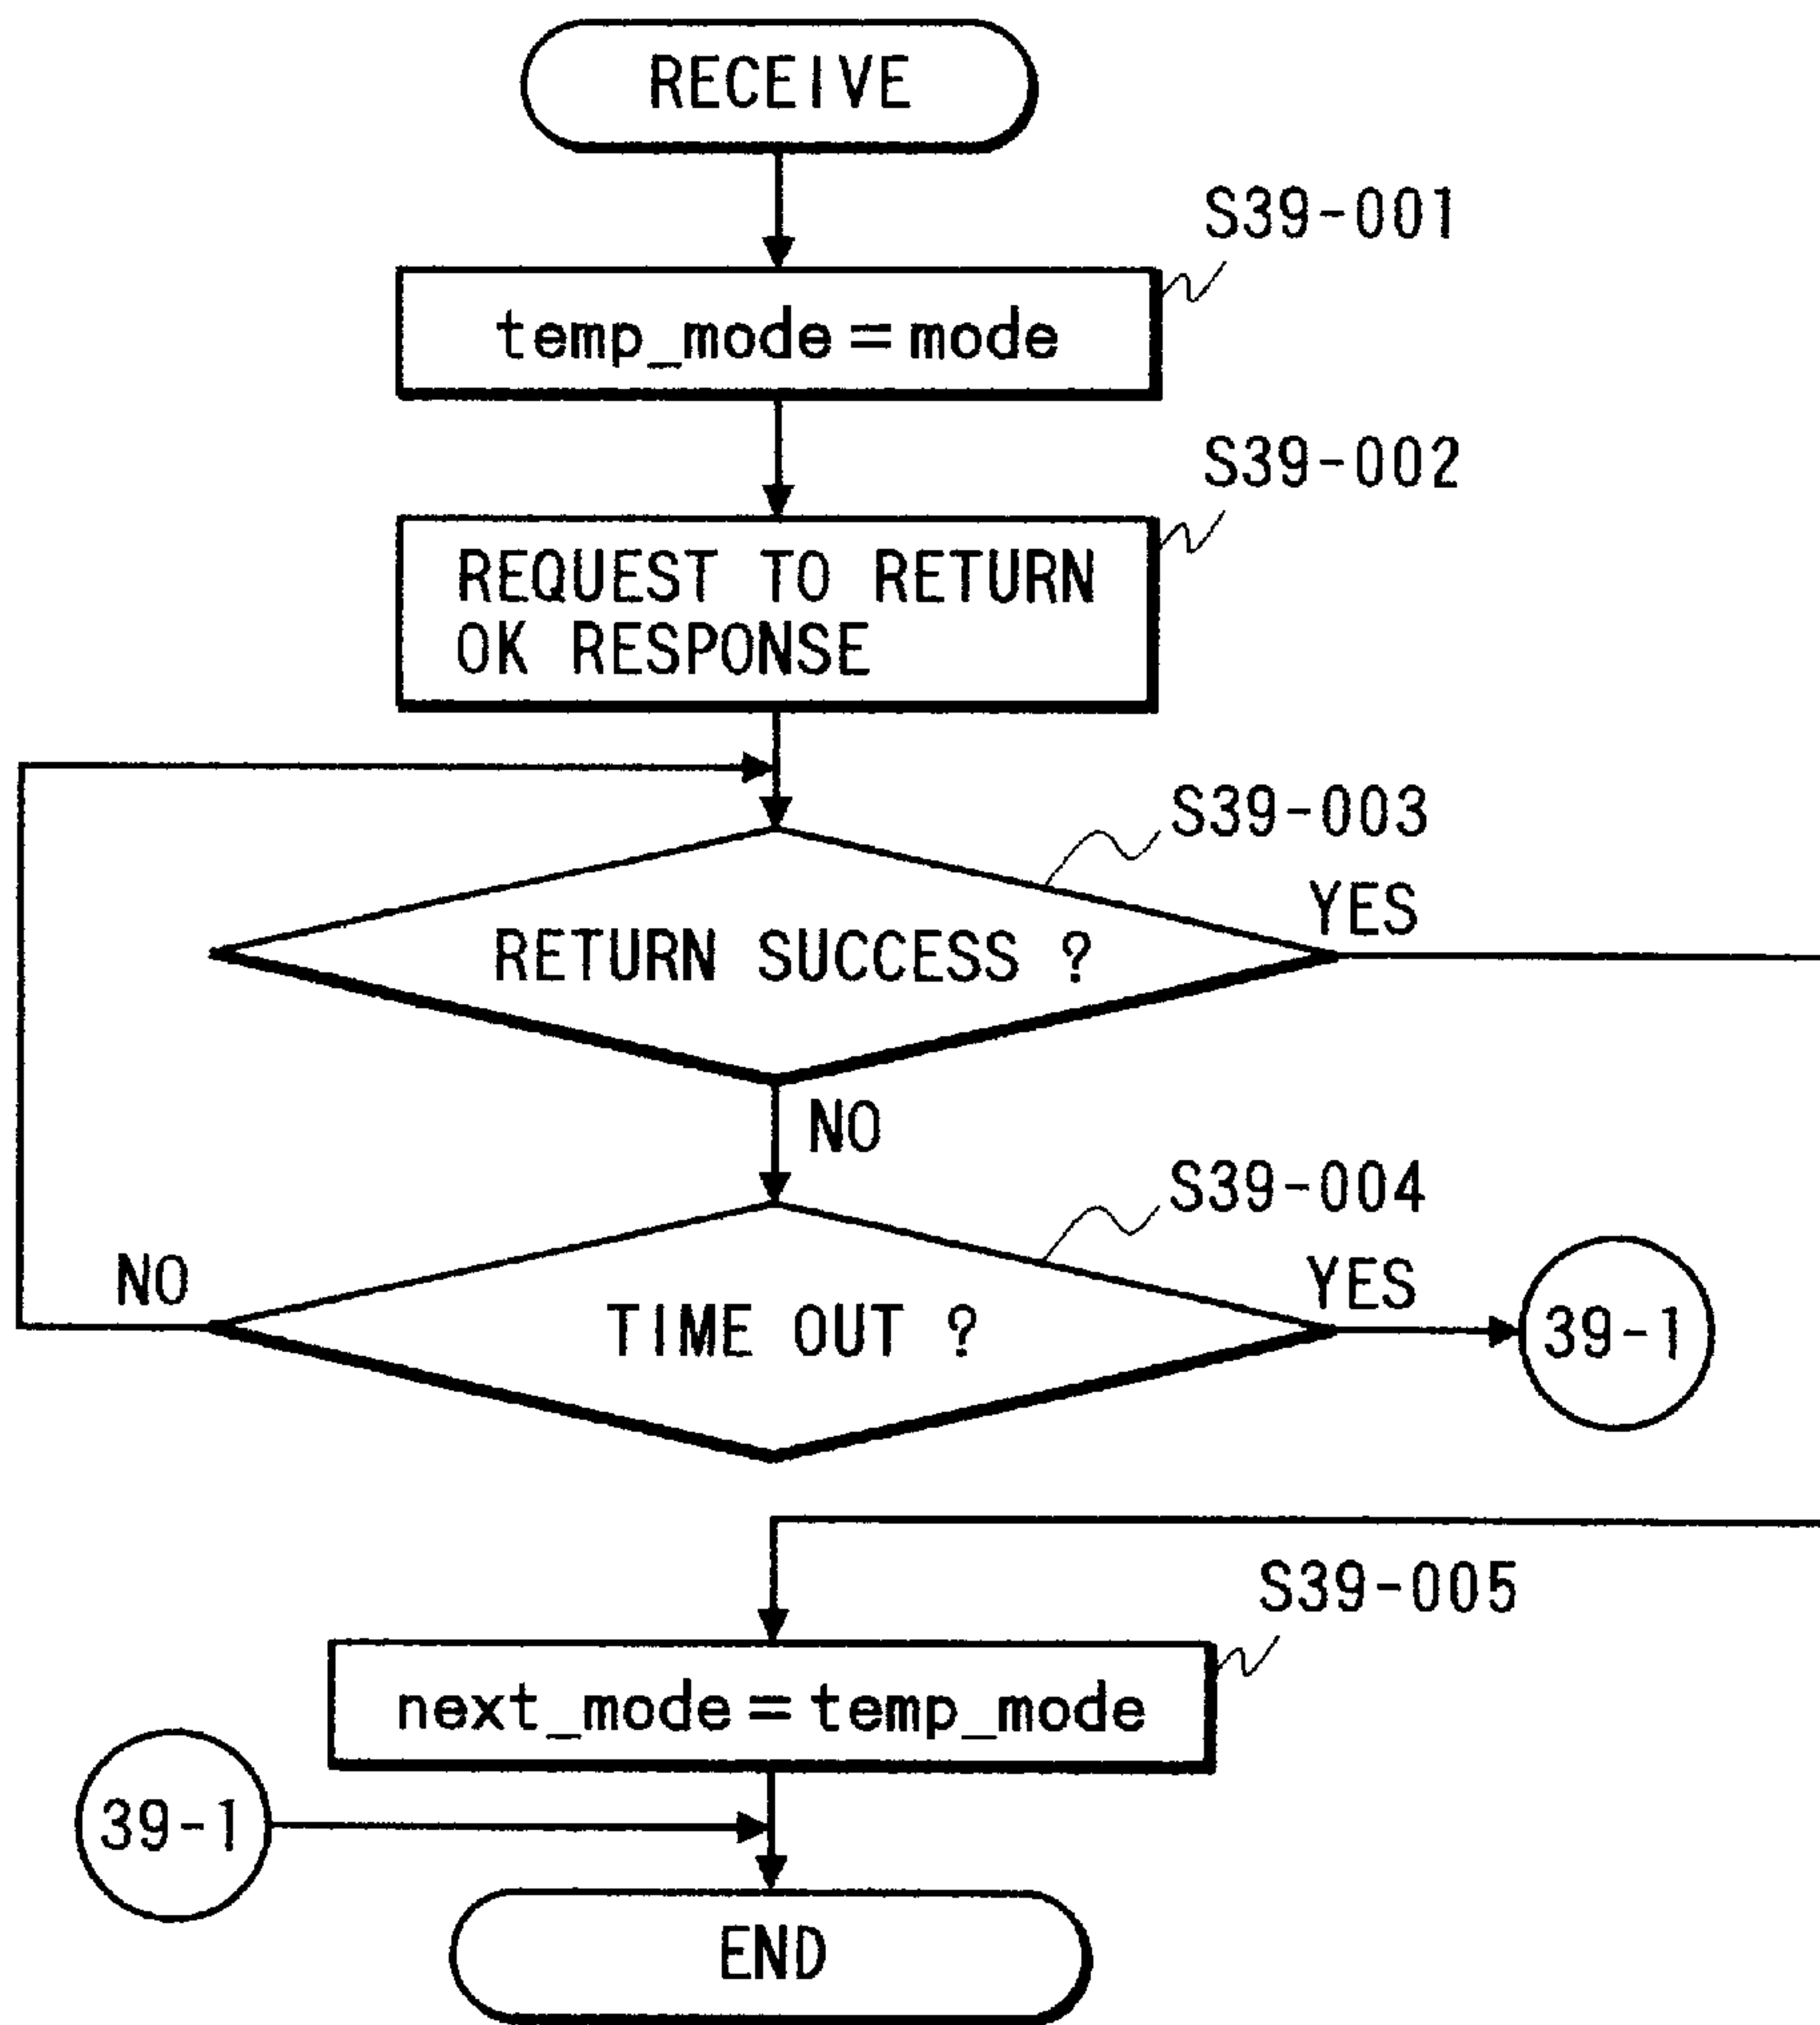 RECEIVE
S39-001
temp_mode=mode
S39-002
REQUEST TO RETURN
OK RESPONSE
S39-003
YES
RETURN SUCCESS ?
NO
S39-004
NO
YES
TIME OUT ?
39-1
S39-005
next_mode=temp_mode
39-1
END